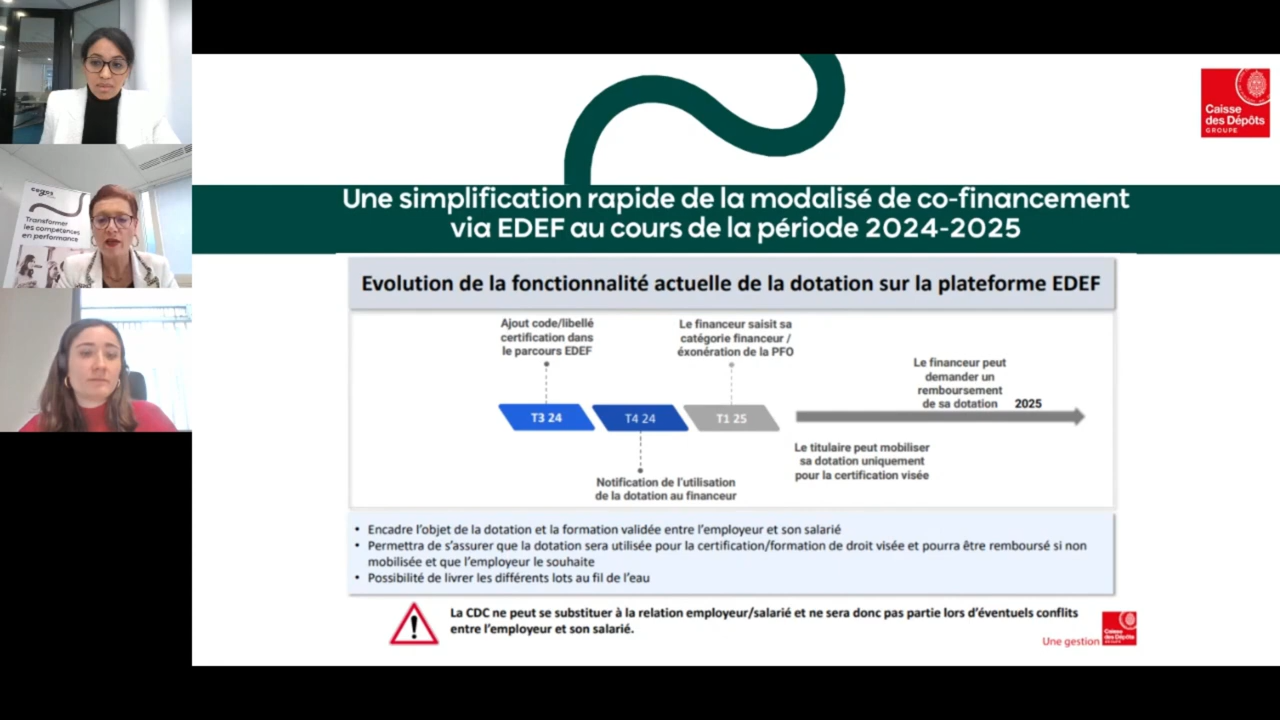 cegos
Transformer
les compétences
en performance
Caisse
des Dépôts
GROUPE
Une simplification rapide de la modalisé de co-financement
via EDEF au cours de la période 2024-2025
Evolution de la fonctionnalité actuelle de la dotation sur la plateforme EDEF
Ajout code/libellé
certification dans
le parcours EDEF
Le financeur saisit sa
catégorie financeur /
éxonération de la PFO
Le financeur peut
demander un
remboursement
de sa dotation 2025
T3 24
T4 24
T1 25
Le titulaire peut mobiliser
sa dotation uniquement
pour la certification visée
Notification de l'utilisation
de la dotation au financeur
• Encadre l'objet de la dotation et la formation validée entre l'employeur et son salarié
• Permettra de s'assurer que la dotation sera utilisée pour la certification/formation de droit visée et pourra être remboursé si non
mobilisée et que l'employeur le souhaite
• Possibilité de livrer les différents lots au fil de l'eau
La CDC ne peut se substituer à la relation employeur/salarié et ne sera donc pas partie lors d'éventuels conflits
entre l'employeur et son salarié.
Une gestion
Caisse
des Dépôts
GROUPE